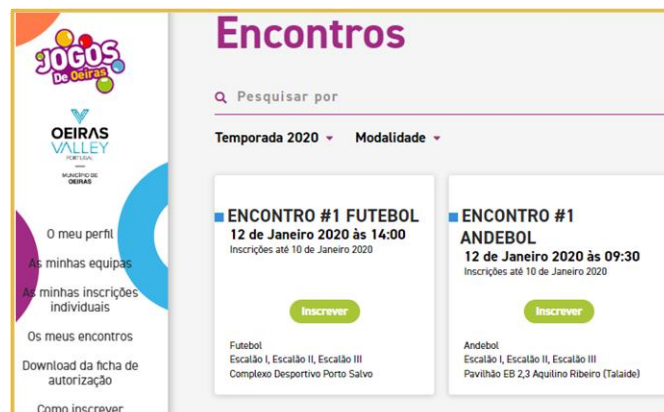 JOGOS
De Oeiras
OEIRAS
VALLEY
PORTUGAL
MUNICÍPIO DE
OEIRAS
O meu perfil
As minhas equipas
As minhas inscrições
individuais
Os meus encontros
Download da ficha de
autorização
Como inscrever
Encontros
Pesquisar por
Temporada 2020 Modalidade
ENCONTRO #1 FUTEBOL
12 de Janeiro 2020 às 14:00
Inscrições até 10 de Janeiro 2020
Inscrever
Futebol
Escalão I, Escalão II, Escalão III
Complexo Desportivo Porto Salvo
ENCONTRO #1
ANDEBOL
12 de Janeiro 2020 às 09:30
Inscrições até 10 de Janeiro 2020
Inscrever
Andebol
Escalão I, Escalão II, Escalão III
Pavilhão EB 2,3 Aquilino Ribeiro (Talaide)